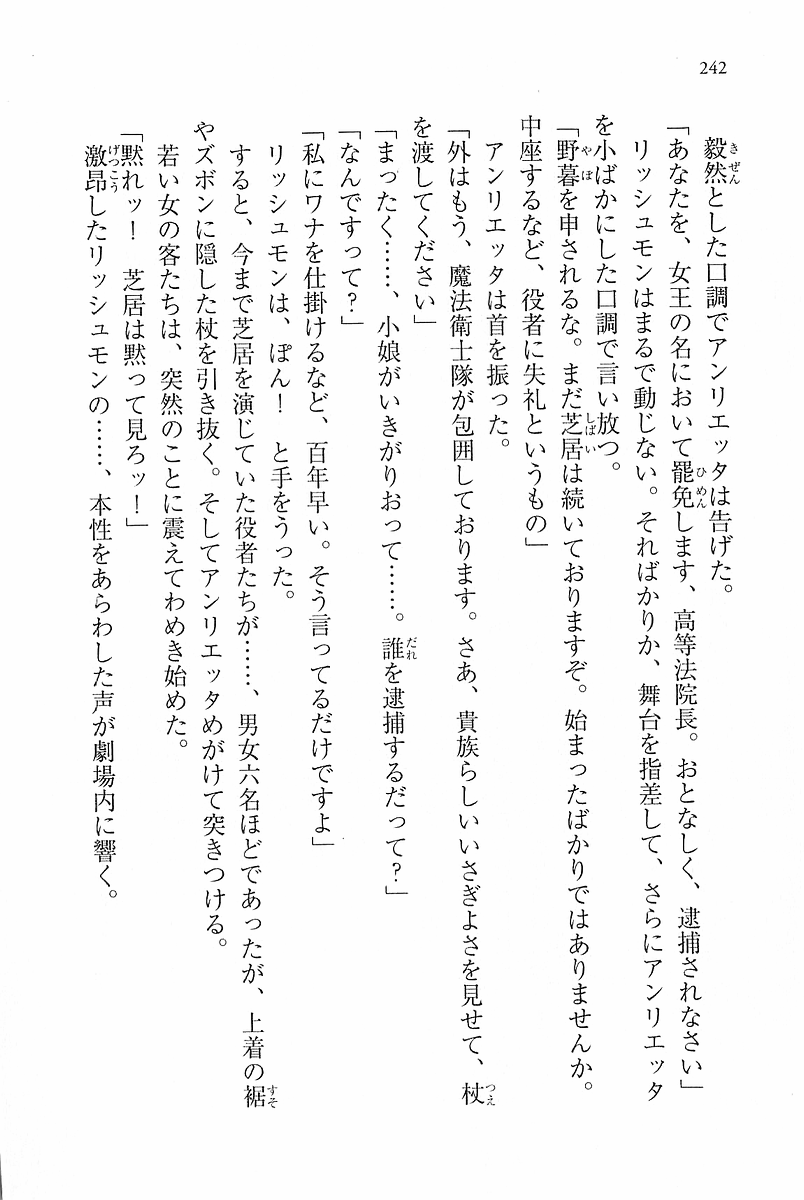 242
毅然とした口調でアンリエッタは告げた。
「あなたを、女王の名において罷免します、高等法院長。おとなしく、逮捕されなさい」
リッシュモンはまるで動じない。そればかりか、舞台を指差して、さらにアンリエッタ
を小ばかにした口調で言い放つ。
「野暮を申されるな。まだ芝居は続いておりますぞ。始まったばかりではありませんか。
中座するなど、役者に失礼というもの」
アンリエッタは首を振った。
「外はもう、魔法衛士隊が包囲しております。さあ、貴族らしいいさぎよさを見せて、杖
を渡してください」
「まったく……、小娘がいきがりおって……。誰を逮捕するだって？」
「なんですって？」
「私にワナを仕掛けるなど、百年早い。そう言ってるだけですよ」
リッシュモンは、ぽん！　と手をうった。
すると、今まで芝居を演じていた役者たちが……、男女六名ほどであったが、上着の裾
やズボンに隠した杖を引き抜く。そしてアンリエッタめがけて突きつける。
若い女の客たちは、突然のことに震えてわめき始めた。
「黙れッ！　芝居は黙って見ろッ！」
激昂したリッシュモンの……、本性をあらわした声が劇場内に響く。